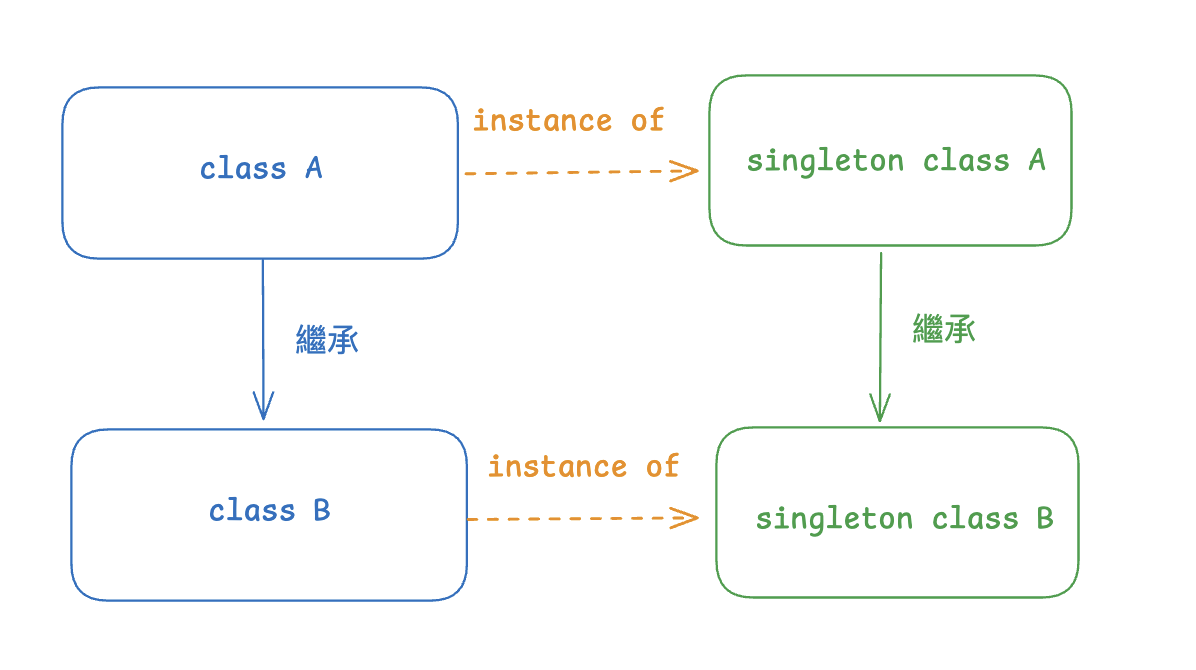 instance of
class A
singleton class A
繼承
繼承
instance of
class B
singleton class B